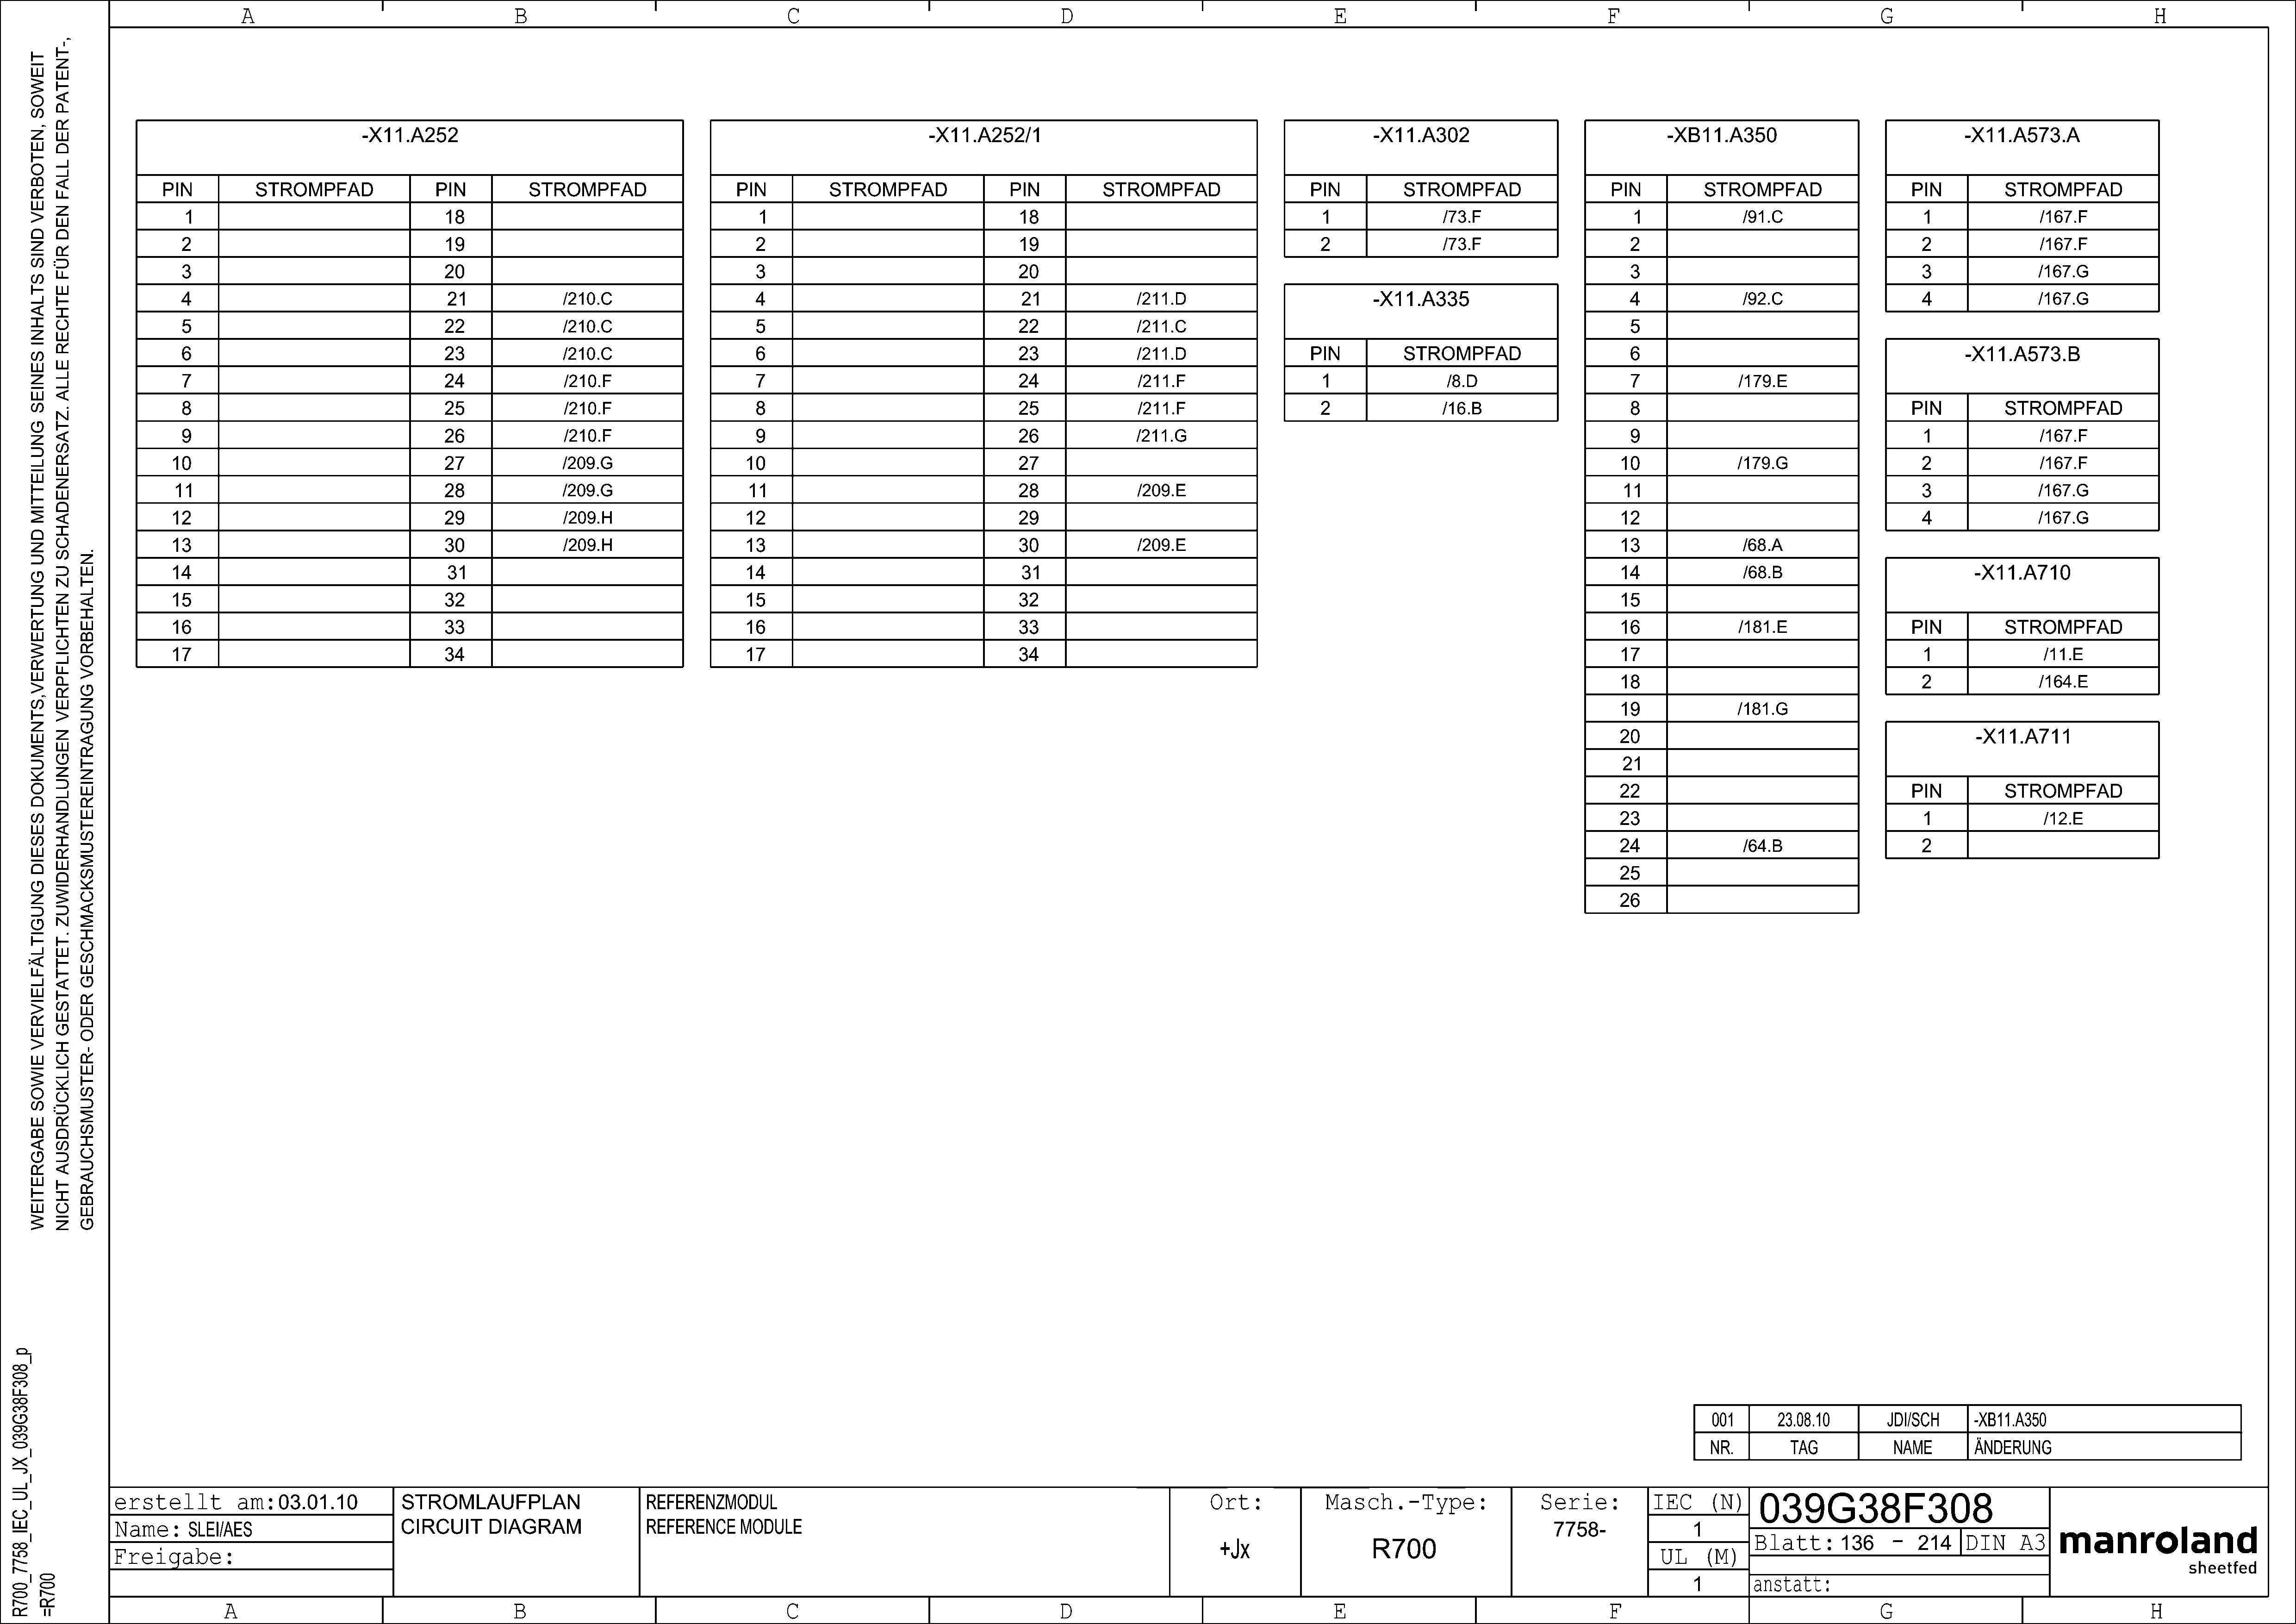 A B C D E F G H
WEITERGABE SOWIE VERVIELFÄLTIGUNG DIESES DOKUMENTS,VERWERTUNG UND MITTEILUNG SEINES INHALTS SIND VERBOTEN, SOWEIT
NICHT AUSDRÜCKLICH GESTATTET. ZUWIDERHANDLUNGEN VERPFLICHTEN ZU SCHADENERSATZ. ALLE RECHTE FÜR DEN FALL DER PATENT-,
GEBRAUCHSMUSTER- ODER GESCHMACKSMUSTEREINTRAGUNG VORBEHALTEN.
R700_7758_IEC_UL_JX_039G38F308_p
=R700
-X11.A252
PIN STROMPFAD PIN STROMPFAD
1 18
2 19
3 20
4 21 /210.C
5 22 /210.C
6 23 /210.C
7 24 /210.F
8 25 /210.F
9 26 /210.F
10 27 /209.G
11 28 /209.G
12 29 /209.H
13 30 /209.H
14 31
15 32
16 33
17 34
-X11.A252/1
PIN STROMPFAD PIN STROMPFAD
1 18
2 19
3 20
4 21 /211.D
5 22 /211.C
6 23 /211.D
7 24 /211.F
8 25 /211.F
9 26 /211.G
10 27
11 28 /209.E
12 29
13 30 /209.E
14 31
15 32
16 33
17 34
-X11.A302
PIN STROMPFAD
1 /73.F
2 /73.F
-X11.A335
PIN STROMPFAD
1 /8.D
2 /16.B
-XB11.A350
PIN STROMPFAD
1 /91.C
2
3
4 /92.C
5
6
7 /179.E
8
9
10 /179.G
11
12
13 /68.A
14 /68.B
15
16 /181.E
17
18
19 /181.G
20
21
22
23
24 /64.B
25
26
-X11.A573.A
PIN STROMPFAD
1 /167.F
2 /167.F
3 /167.G
4 /167.G
-X11.A573.B
PIN STROMPFAD
1 /167.F
2 /167.F
3 /167.G
4 /167.G
-X11.A710
PIN STROMPFAD
1 /11.E
2 /164.E
-X11.A711
PIN STROMPFAD
1 /12.E
2
001 23.08.10 JDI/SCH -XB11.A350
NR. TAG NAME ÄNDERUNG
erstellt am: 03.01.10
Name: SLEI/AES
Freigabe:
STROMLAUFPLAN
CIRCUIT DIAGRAM
REFERENZMODUL
REFERENCE MODULE
Ort:
+Jx
Masch.-Type:
R700
Serie:
7758-
IEC (N)
1
UL (M)
1
039G38F308
Blatt: 136 - 214 DIN A3
anstatt:
manroland
sheetfed
A B C D E F G H